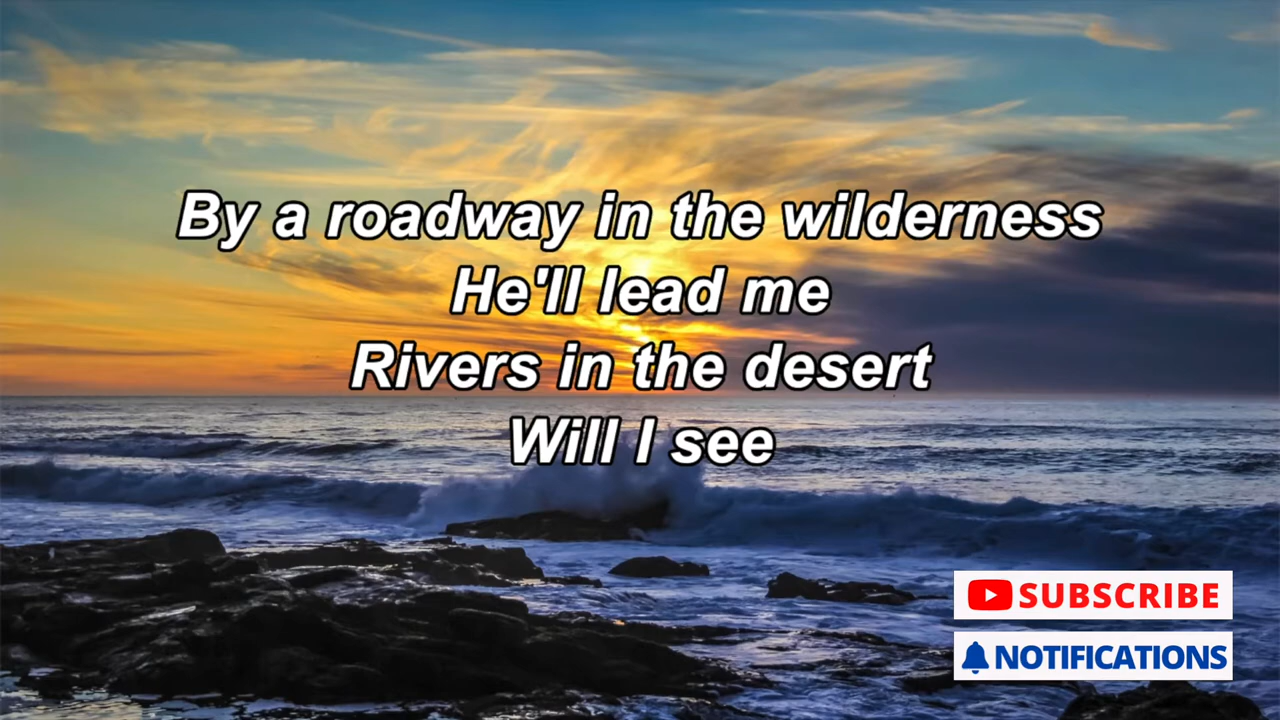 By a roadway in the wilderness
He'll lead me
Rivers in the desert
Will I see
SUBSCRIBE
NOTIFICATIONS